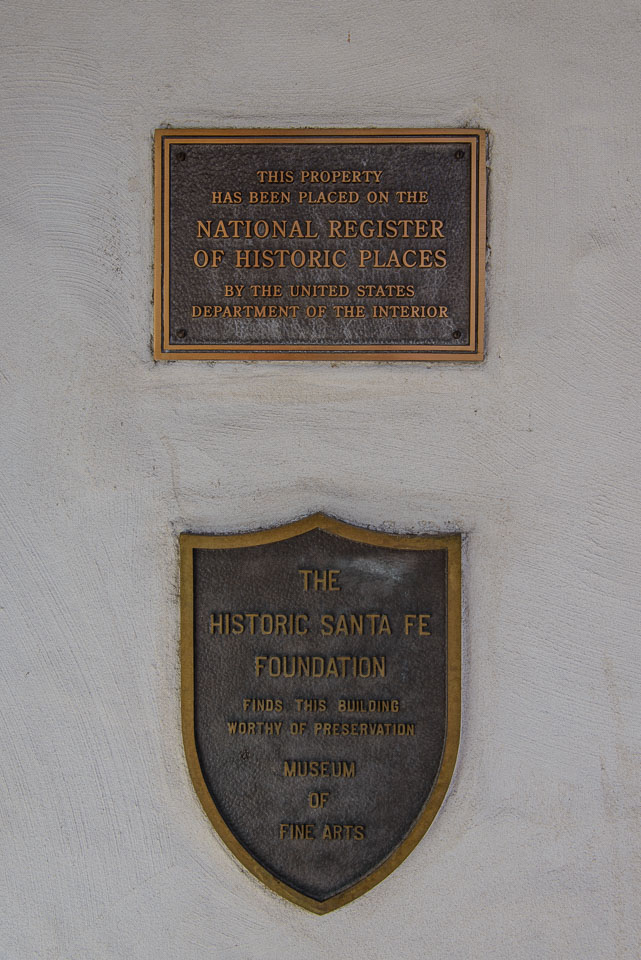 THIS PROPERTY
HAS BEEN PLACED ON THE
NATIONAL REGISTER
OF HISTORIC PLACES
BY THE UNITED STATES
DEPARTMENT OF THE INTERIOR
THE
HISTORIC SANTA FE
FOUNDATION
FINDS THIS BUILDING
WORTHY OF PRESERVATION
MUSEUM
OF
FINE ARTS